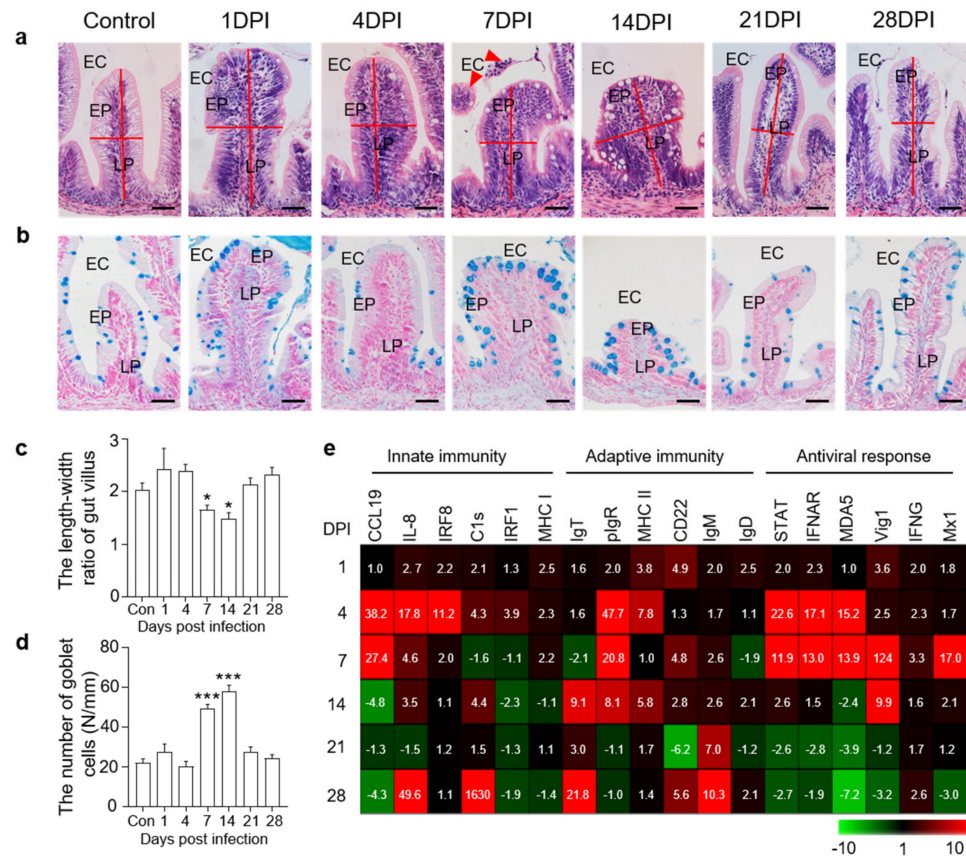 Control 1DPI 4DPI 7DPI 14DPI 21DPI 28DPI
a
EC EP LP
EC EP LP
EC EP LP
EC EP LP
EC EP LP
EC EP LP
EC EP LP
b
EC EP LP
EC EP LP
EC EP LP
EC EP LP
EC EP LP
EC EP LP
EC EP LP
c
The length-width
ratio of gut villus
3
2
1
0
* *
Con 1 4 7 14 21 28
Days post infection
d
The number of goblet
cells (N/mm)
80
60
40
20
0
*** ***
Con 1 4 7 14 21 28
Days post infection
e
Innate immunity Adaptive immunity Antiviral response
DPI CCL19 IL-8 IRF8 C1s IRF1 MHC I IgT pIgR MHC II CD22 IgM IgD STAT IFNAR MDA5 Vig1 IFNG Mx1
1 1.0 2.7 2.2 2.1 1.3 2.5 1.6 2.0 3.8 4.9 2.0 2.5 2.0 2.3 1.0 3.6 2.0 1.8
4 38.2 17.8 11.2 4.3 3.9 2.3 1.6 47.7 7.8 1.3 1.7 1.1 22.6 17.1 15.2 2.5 2.3 1.7
7 27.4 4.6 2.0 -1.6 -1.1 2.2 -2.1 20.8 1.0 4.8 2.6 -1.9 11.9 13.0 13.9 124 3.3 17.0
14 -4.8 3.5 1.1 4.4 -2.3 -1.1 9.1 8.1 5.8 2.8 2.6 2.1 2.6 1.5 -2.4 9.9 1.6 2.1
21 -1.3 -1.5 1.2 1.5 -1.3 1.1 3.0 -1.1 1.7 -6.2 7.0 -1.2 -2.6 -2.8 -3.9 -1.2 1.7 1.2
28 -4.3 49.6 1.1 1630 -1.9 -1.4 21.8 -1.0 1.4 5.6 10.3 2.1 -2.7 -1.9 -7.2 -3.2 2.6 -3.0
-10 1 10